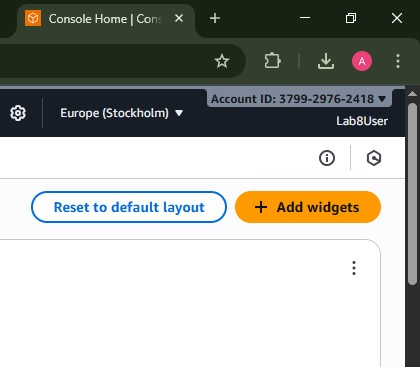 Console Home | Cons
Account ID: 3799-2976-2418
Europe (Stockholm)
Lab8User
Reset to default layout
+ Add widgets
A